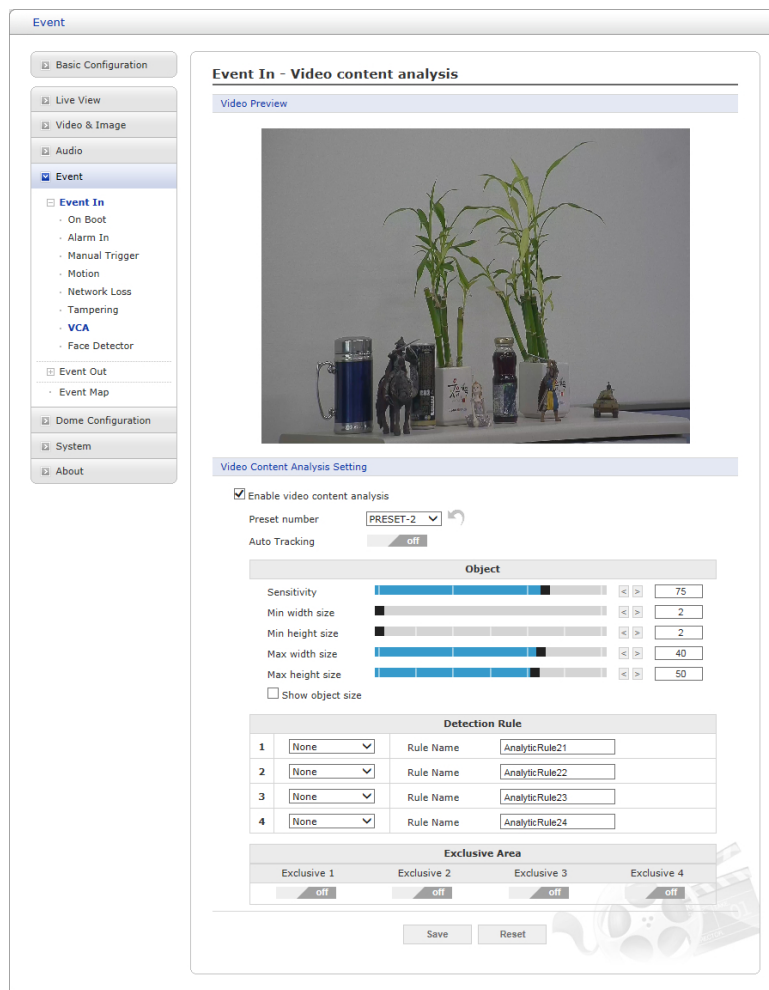 Event
Basic Configuration
Live View
Video & Image
Audio
Event
Event In
On Boot
Alarm In
Manual Trigger
Motion
Network Loss
Tampering
VCA
Face Detector
Event Out
Event Map
Dome Configuration
System
About
Event In - Video content analysis
Video Preview
Video Content Analysis Setting
Enable video content analysis
Preset number PRESET-2
Auto Tracking off
Object
Sensitivity < > 75
Min width size < > 2
Min height size < > 2
Max width size < > 40
Max height size < > 50
Show object size
Detection Rule
1 None Rule Name AnalyticRule21
2 None Rule Name AnalyticRule22
3 None Rule Name AnalyticRule23
4 None Rule Name AnalyticRule24
Exclusive Area
Exclusive 1 Exclusive 2 Exclusive 3 Exclusive 4
off off off off
Save Reset